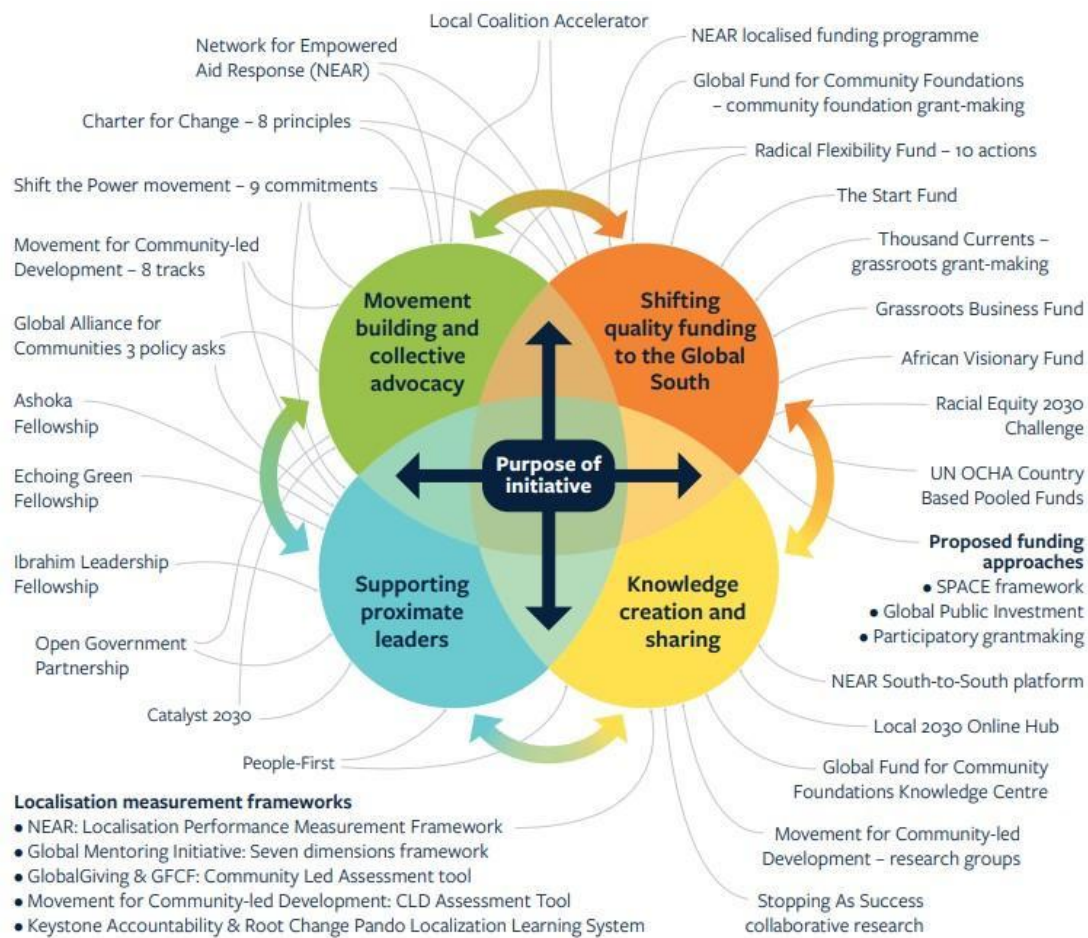 Local Coalition Accelerator
Network for Empowered
Aid Response (NEAR)
Charter for Change – 8 principles
Shift the Power movement – 9 commitments
Movement for Community-led
Development – 8 tracks
Global Alliance for
Communities 3 policy asks
Ashoka
Fellowship
Echoing Green
Fellowship
Ibrahim Leadership
Fellowship
Open Government
Partnership
Catalyst 2030
People-First
NEAR localised funding programme
Global Fund for Community Foundations
– community foundation grant-making
Radical Flexibility Fund – 10 actions
The Start Fund
Thousand Currents –
grassroots grant-making
Grassroots Business Fund
African Visionary Fund
Racial Equity 2030
Challenge
UN OCHA Country
Based Pooled Funds
Proposed funding
approaches
• SPACE framework
• Global Public Investment
• Participatory grantmaking
NEAR South-to-South platform
Local 2030 Online Hub
Global Fund for Community
Foundations Knowledge Centre
Movement for Community-led
Development – research groups
Stopping As Success
collaborative research
Movement
building and
collective
advocacy
Shifting
quality funding
to the Global
South
Purpose of
initiative
Supporting
proximate
leaders
Knowledge
creation and
sharing
Localisation measurement frameworks
• NEAR: Localisation Performance Measurement Framework
• Global Mentoring Initiative: Seven dimensions framework
• GlobalGiving & GFCF: Community Led Assessment tool
• Movement for Community-led Development: CLD Assessment Tool
• Keystone Accountability & Root Change Pando Localization Learning System